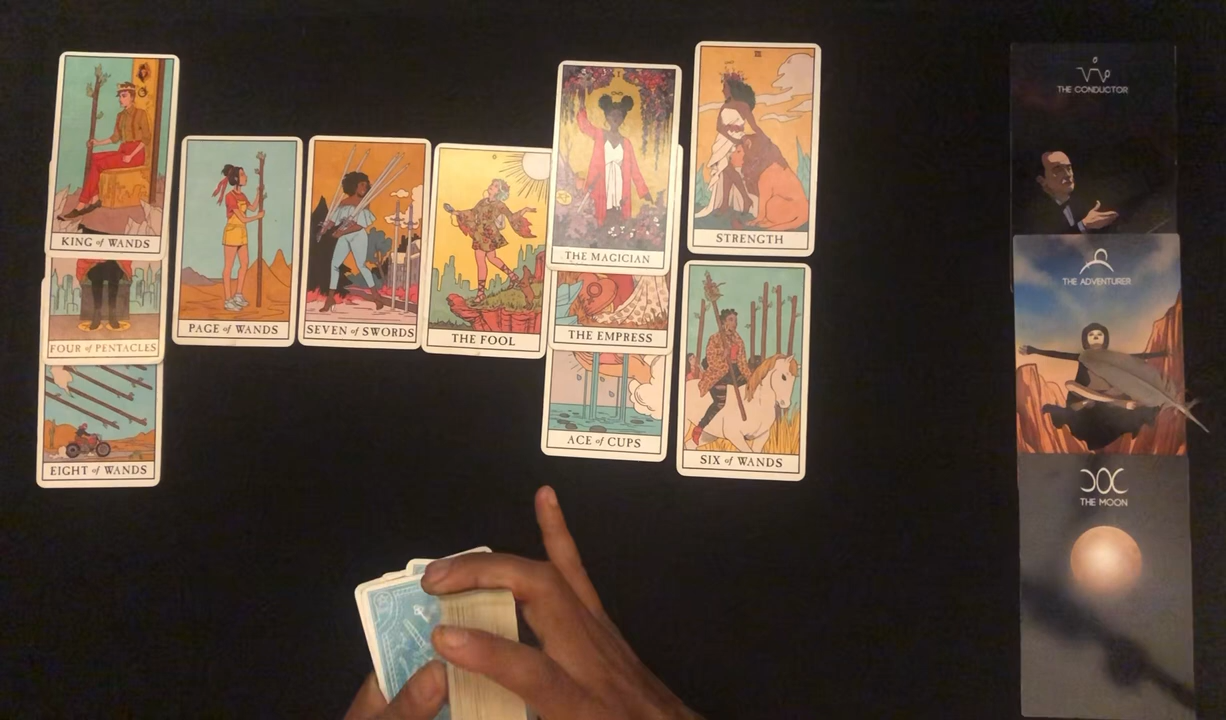 KING of WANDS
FOUR of PENTACLES
EIGHT of WANDS
PAGE of WANDS
SEVEN of SWORDS
THE FOOL
I
THE MAGICIAN
THE EMPRESS
ACE of CUPS
STRENGTH
SIX of WANDS
THE CONDUCTOR
THE ADVENTURER
THE MOON